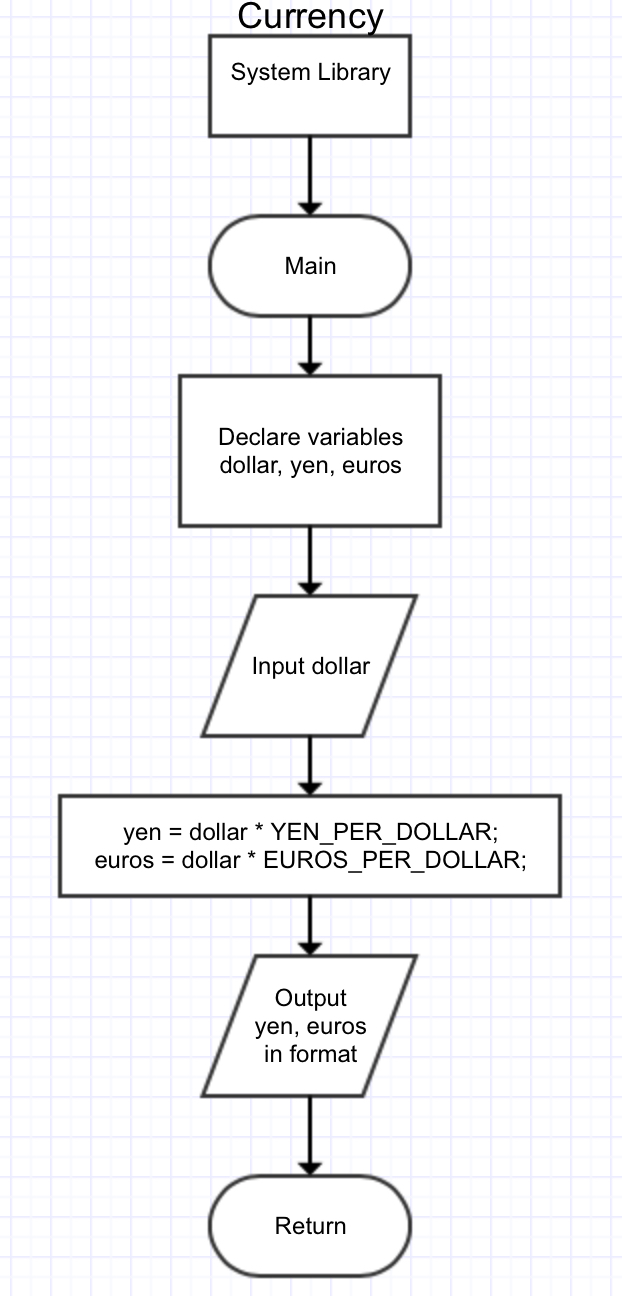 Currency
System Library
Main
Declare variables
dollar, yen, euros
Input dollar
yen = dollar * YEN_PER_DOLLAR;
euros = dollar * EUROS_PER_DOLLAR;
Output
yen, euros
in format
Return